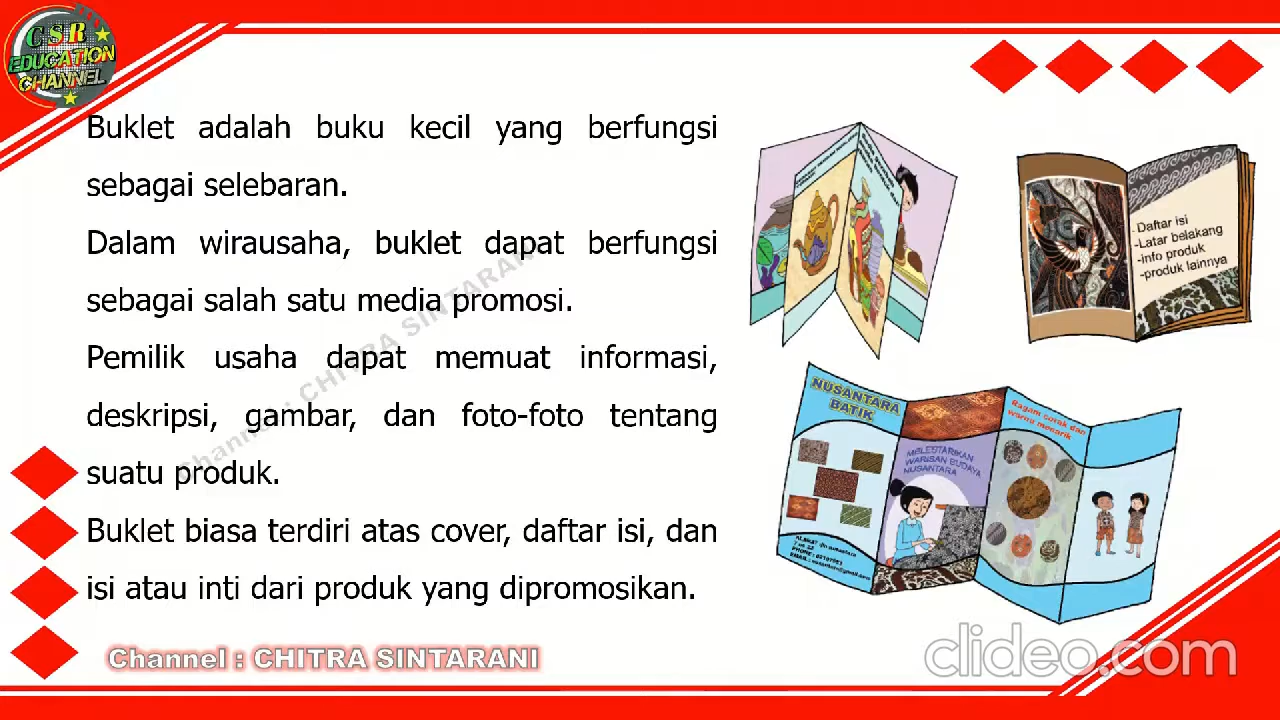 CSR
EDUCATION
CHANNEL
Buklet adalah buku kecil yang berfungsi
sebagai selebaran.
Dalam wirausaha, buklet dapat berfungsi
sebagai salah satu media promosi.
Pemilik usaha dapat memuat informasi,
deskripsi, gambar, dan foto-foto tentang
suatu produk.
Buklet biasa terdiri atas cover, daftar isi, dan
isi atau inti dari produk yang dipromosikan.
Channel : CHITRA SINTARANI
- Daftar isi
-Latar belakang
-info produk
-produk lainnya
NUSANTARA
BATIK
MELESTARIKAN
WARISAN BUDAYA
NUSANTARA
Ragam corak dan
warna menarik
Channel : CHITRA SINTARANI
clideo.com